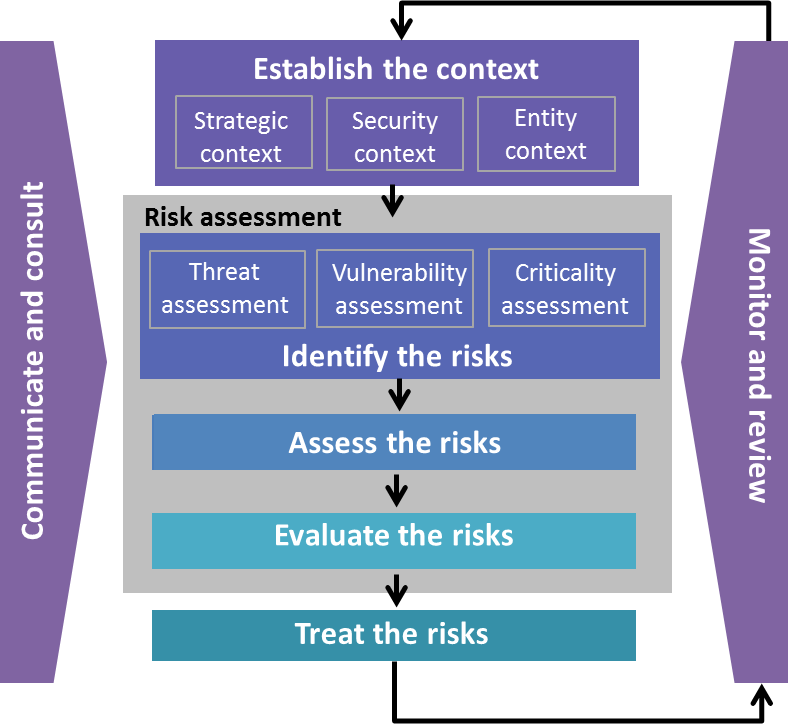 Establish the context
Strategic
context
Security
context
Entity
context
Communicate and consult
Risk assessment
Threat
assessment
Vulnerability
assessment
Criticality
assessment
Identify the risks
Assess the risks
Evaluate the risks
Treat the risks
Monitor and review